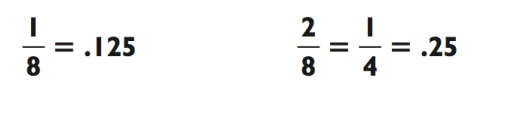 1/8 = .125
2/8 = 1/4 = .25